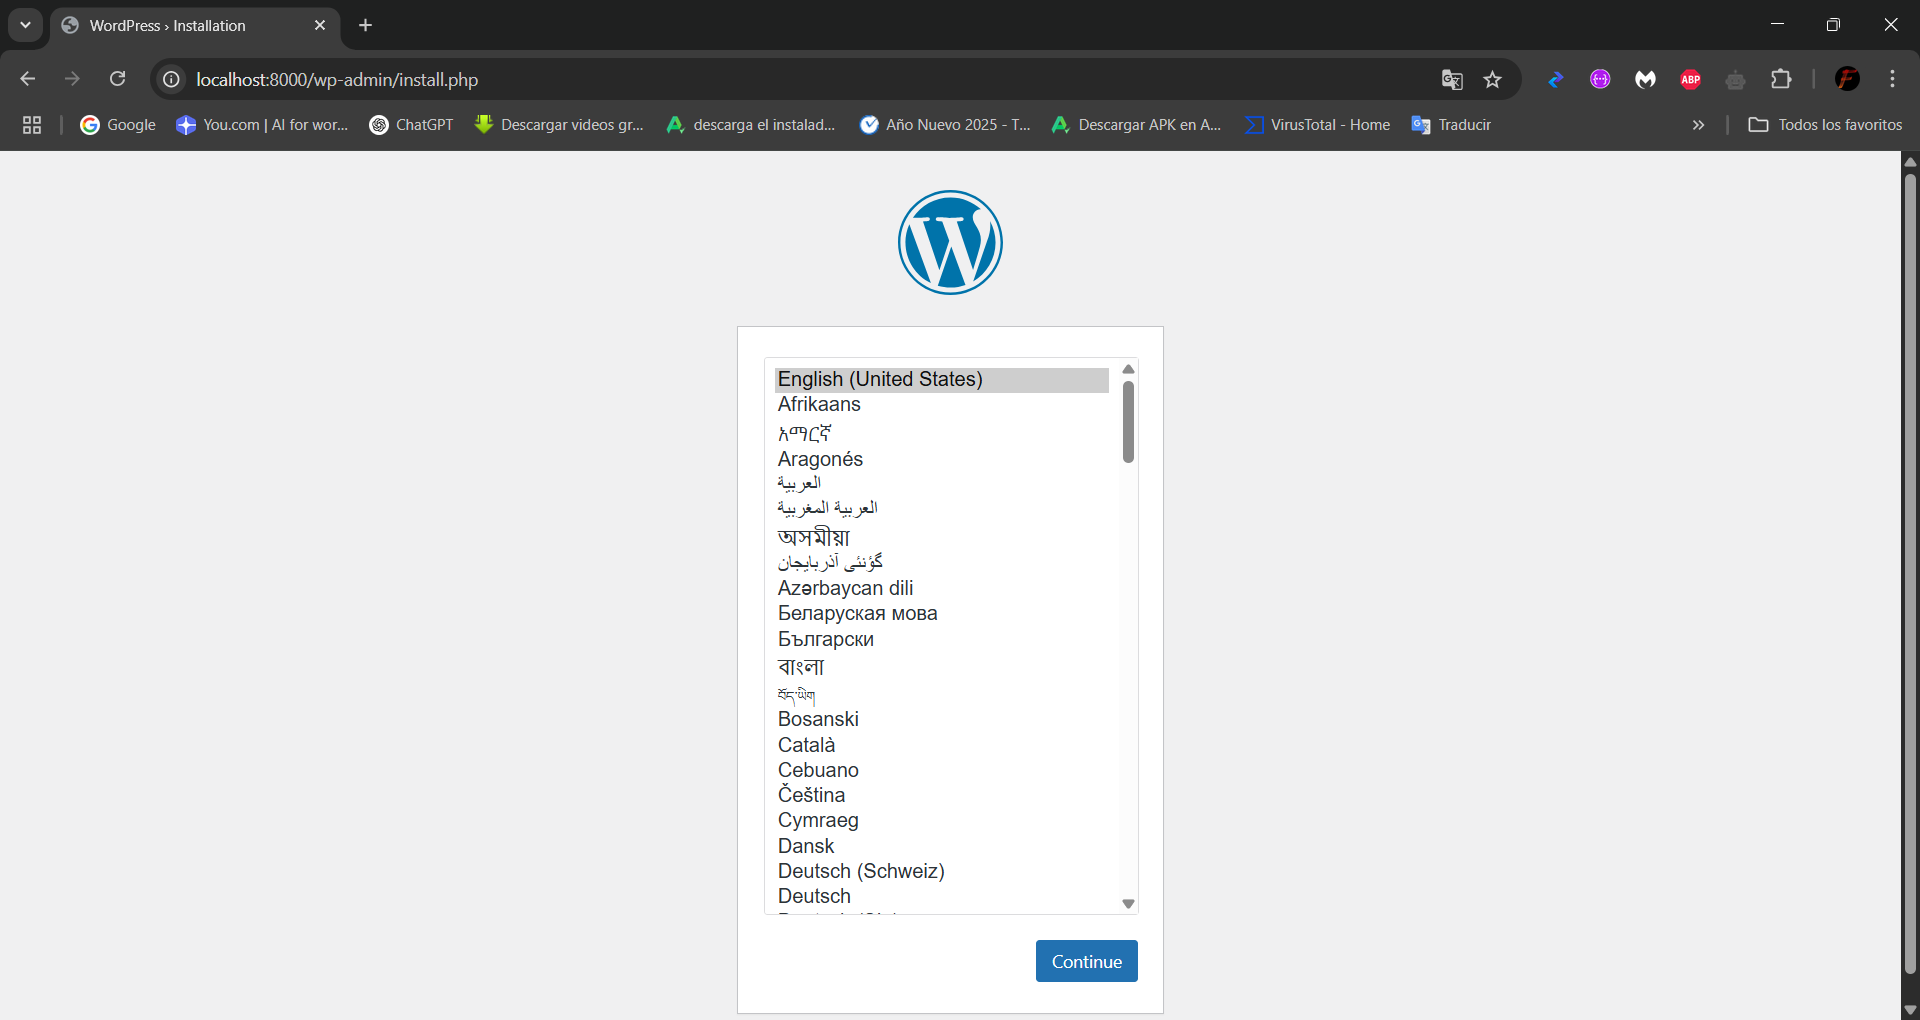 WordPress › Installation
localhost:8000/wp-admin/install.php
ABP
Google
You.com | AI for wor...
ChatGPT
Descargar videos gr...
descarga el instalad...
Año Nuevo 2025 - T...
Descargar APK en A...
VirusTotal - Home
Traducir
Todos los favoritos
English (United States)
Afrikaans
አማርኛ
Aragonés
العربية
العربية المغربية
অসমীয়া
گؤنئی آذربایجان
Azərbaycan dili
Беларуская мова
Български
বাংলা
བོད་ཡིག
Bosanski
Català
Cebuano
Čeština
Cymraeg
Dansk
Deutsch (Schweiz)
Deutsch
Continue